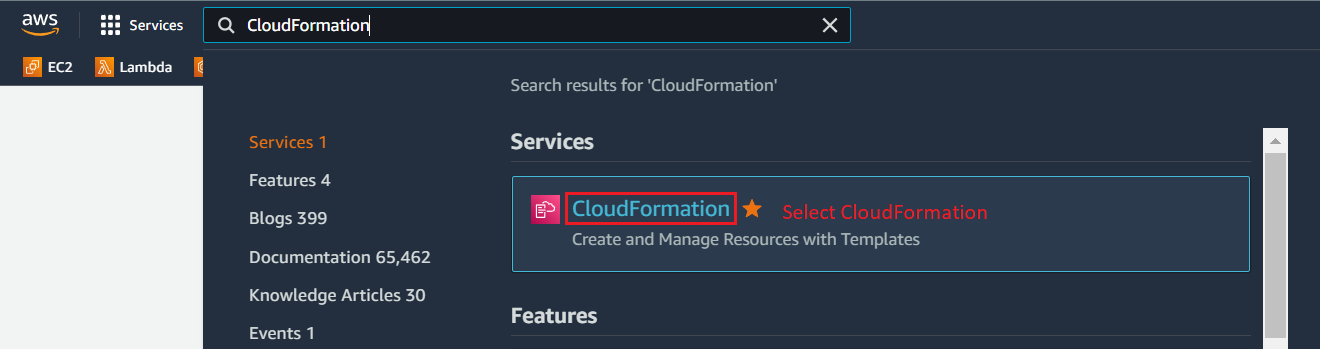 aws Services CloudFormation
EC2 Lambda
Search results for 'CloudFormation'
Services 1
Features 4
Blogs 399
Documentation 65,462
Knowledge Articles 30
Events 1
Services
CloudFormation Select CloudFormation
Create and Manage Resources with Templates
Features